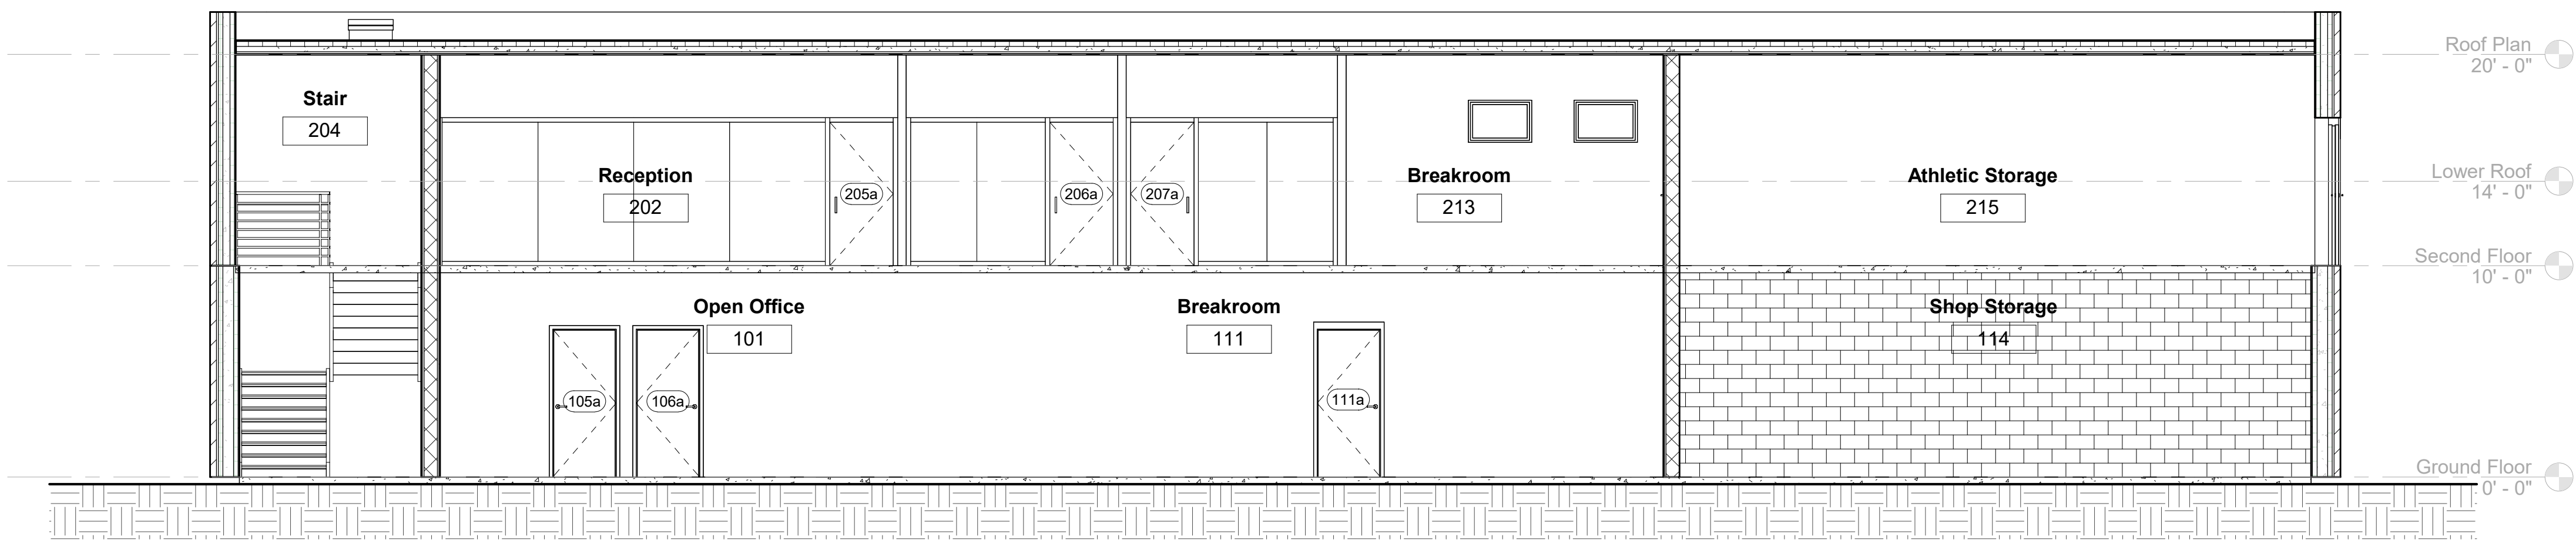 Roof Plan
20' - 0"
Stair
204
Reception
202
205a
206a
207a
Breakroom
213
Athletic Storage
215
Lower Roof
14' - 0"
Second Floor
10' - 0"
Open Office
101
Breakroom
111
Shop Storage
114
105a
106a
111a
Ground Floor
0' - 0"